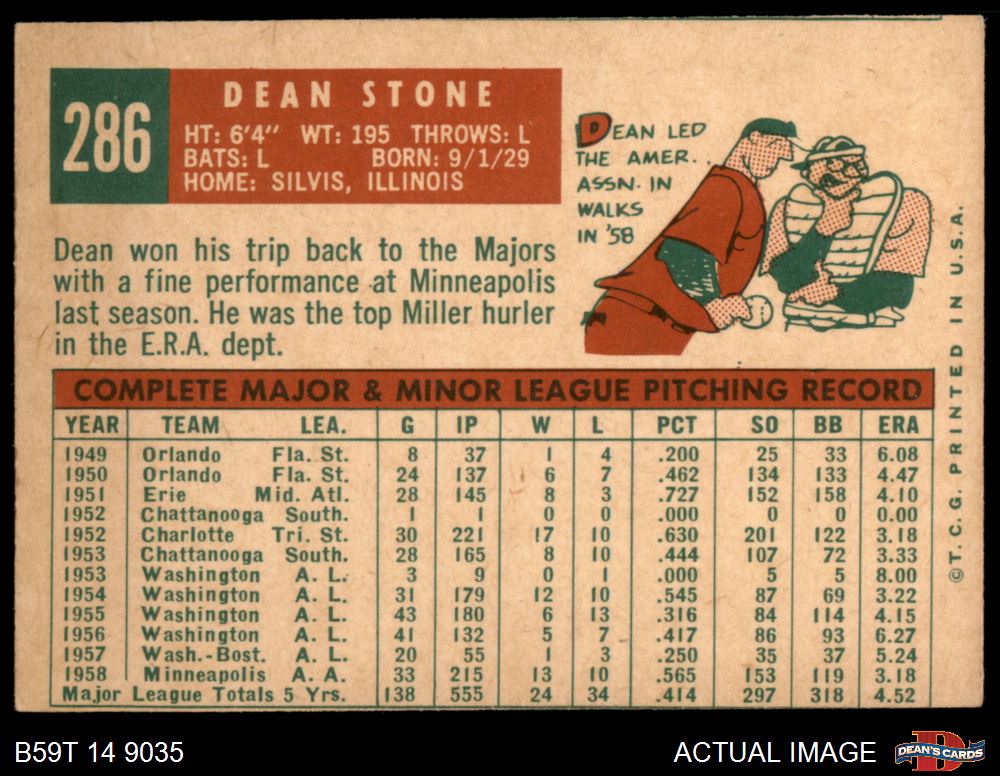 286
DEAN STONE
HT: 6'4" WT: 195 THROWS: L
BATS: L BORN: 9/1/29
HOME: SILVIS, ILLINOIS
DEAN LED
THE AMER.
ASSN. IN
WALKS
IN '58
Dean won his trip back to the Majors
with a fine performance at Minneapolis
last season. He was the top Miller hurler
in the E.R.A. dept.
COMPLETE MAJOR & MINOR LEAGUE PITCHING RECORD
YEAR TEAM LEA. G IP W L PCT SO BB ERA
1949 Orlando Fla. St. 8 37 1 4 .200 25 33 6.08
1950 Orlando Fla. St. 24 137 6 7 .462 134 133 4.47
1951 Erie Mid. Atl. 28 145 8 3 .727 152 158 4.10
1952 Chattanooga South. 1 1 0 0 .000 0 0 0.00
1952 Charlotte Tri. St. 30 221 17 10 .630 201 122 3.18
1953 Chattanooga South. 28 165 8 10 .444 107 72 3.33
1953 Washington A. L. 3 9 0 1 .000 5 5 8.00
1954 Washington A. L. 31 179 12 10 .545 87 69 3.22
1955 Washington A. L. 43 180 6 13 .316 84 114 4.15
1956 Washington A. L. 41 132 5 7 .417 86 93 6.27
1957 Wash.-Bost. A. L. 20 55 1 3 .250 35 37 5.24
1958 Minneapolis A. A. 33 215 13 10 .565 153 119 3.18
Major League Totals 5 Yrs. 138 555 24 34 .414 297 318 4.52
© T. C. G. PRINTED IN U.S.A.
B59T 14 9035
ACTUAL IMAGE
DEAN'S CARDS